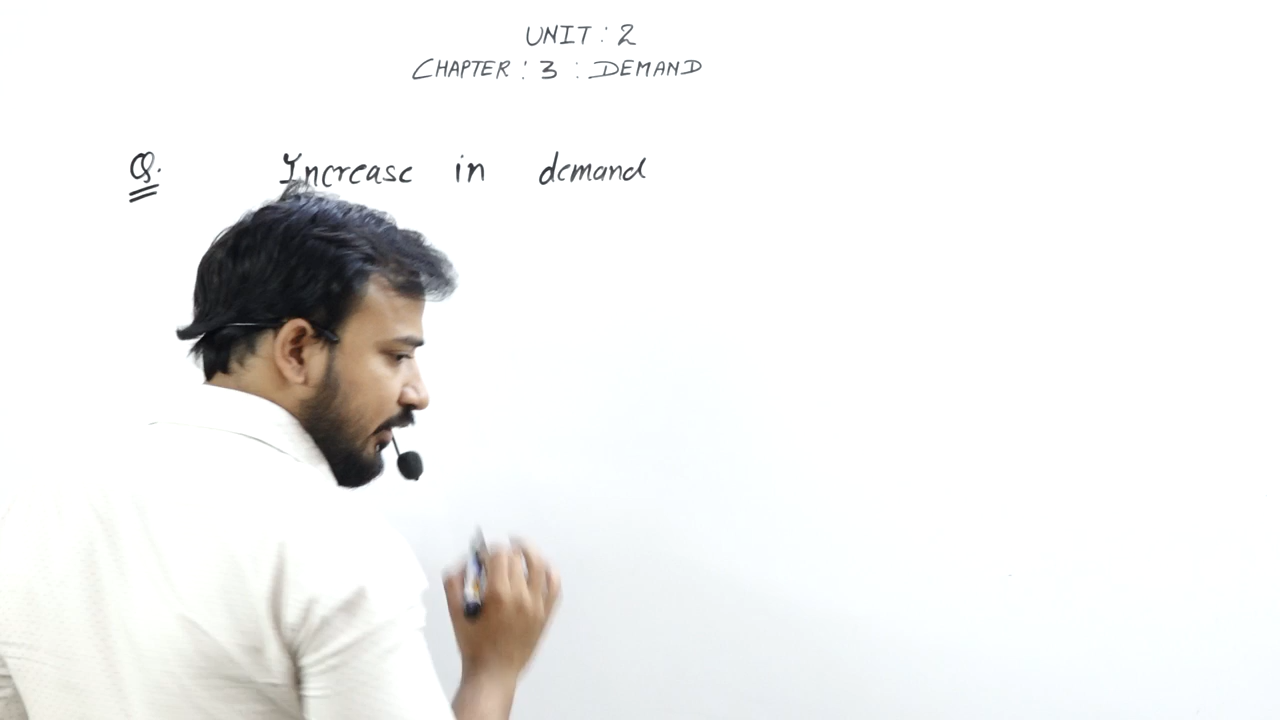 UNIT : 2
CHAPTER : 3 : DEMAND
Q. Increase in demand